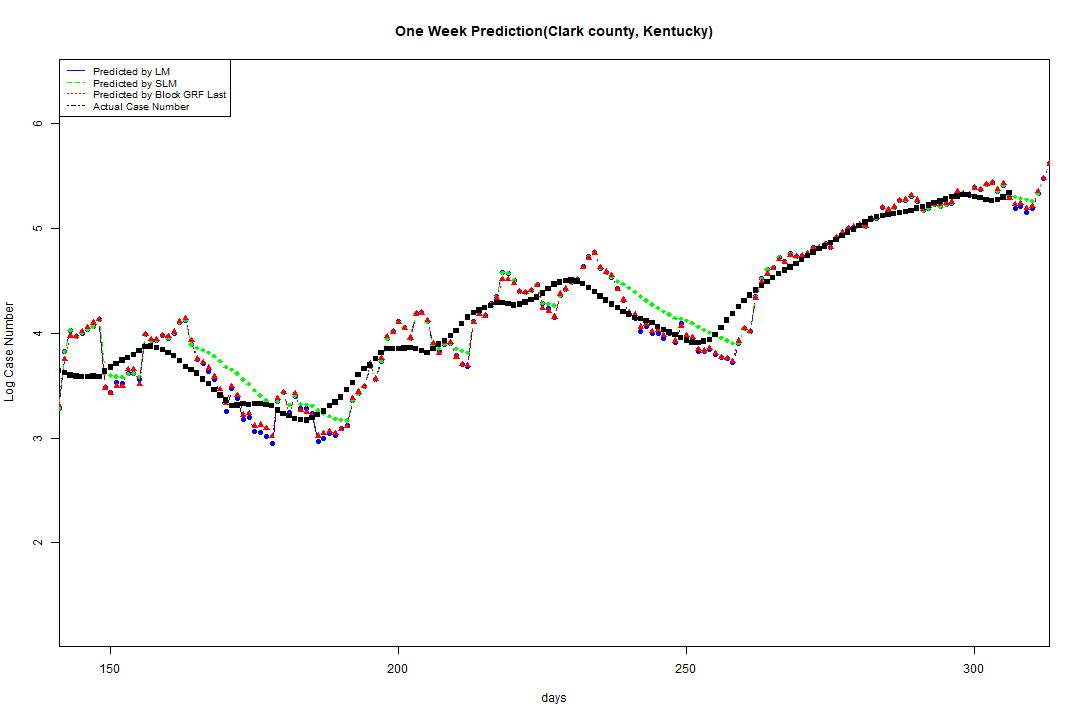 One Week Prediction(Clark county, Kentucky)
Predicted by LM
Predicted by SLM
Predicted by Block GRF Last
Actual Case Number
6
5
4
3
2
Log Case Number
150
200
250
300
days